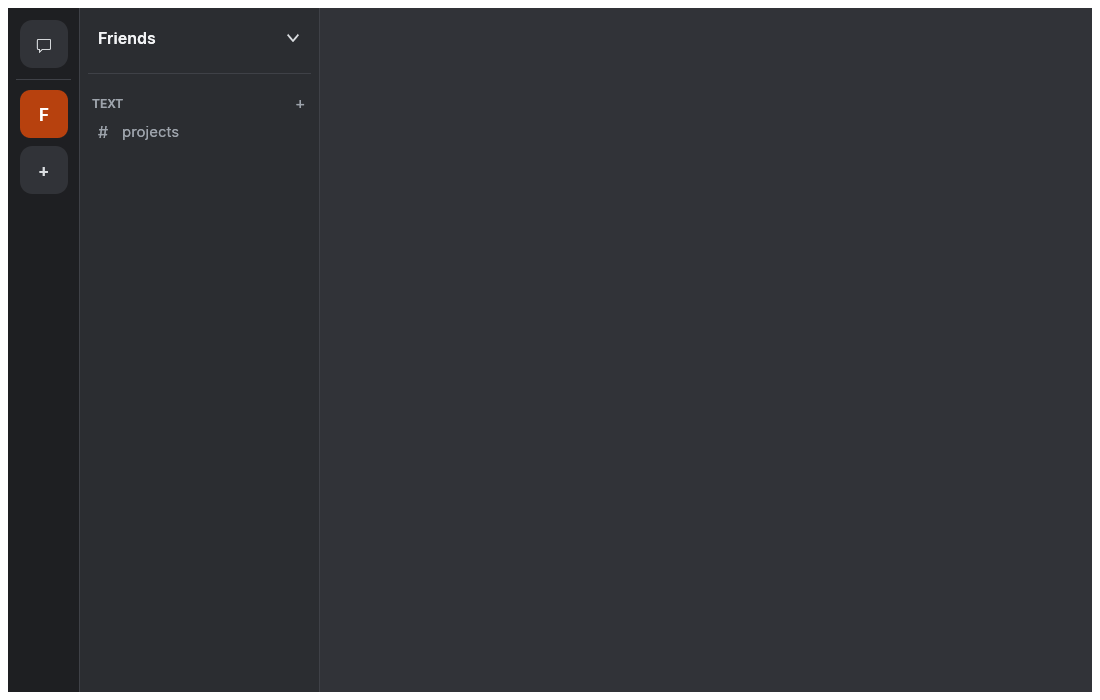 Friends
F
TEXT +
# projects
+